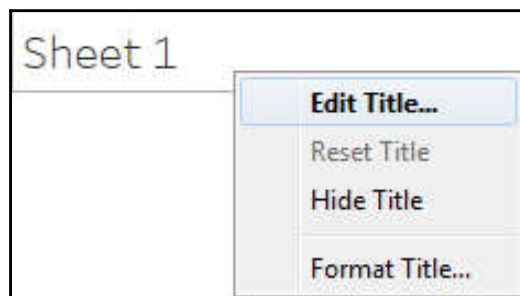 Sheet 1
Edit Title...
Reset Title
Hide Title
Format Title...